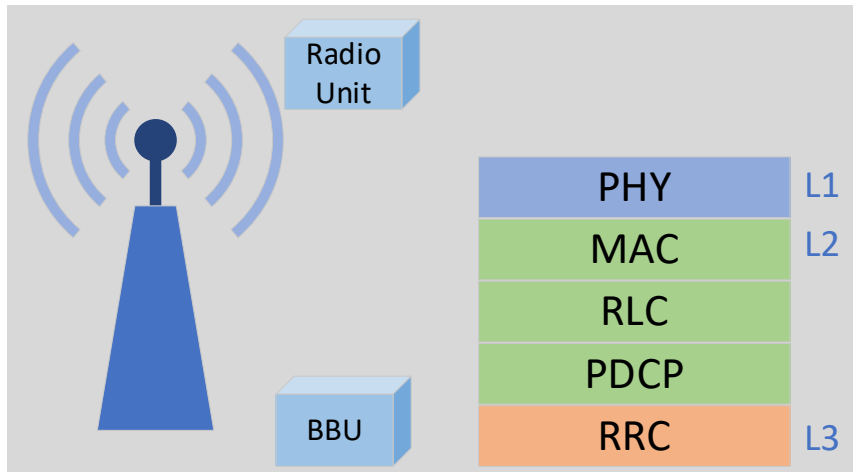 Radio
Unit
PHY
L1
MAC
L2
RLC
PDCP
BBU
RRC
L3